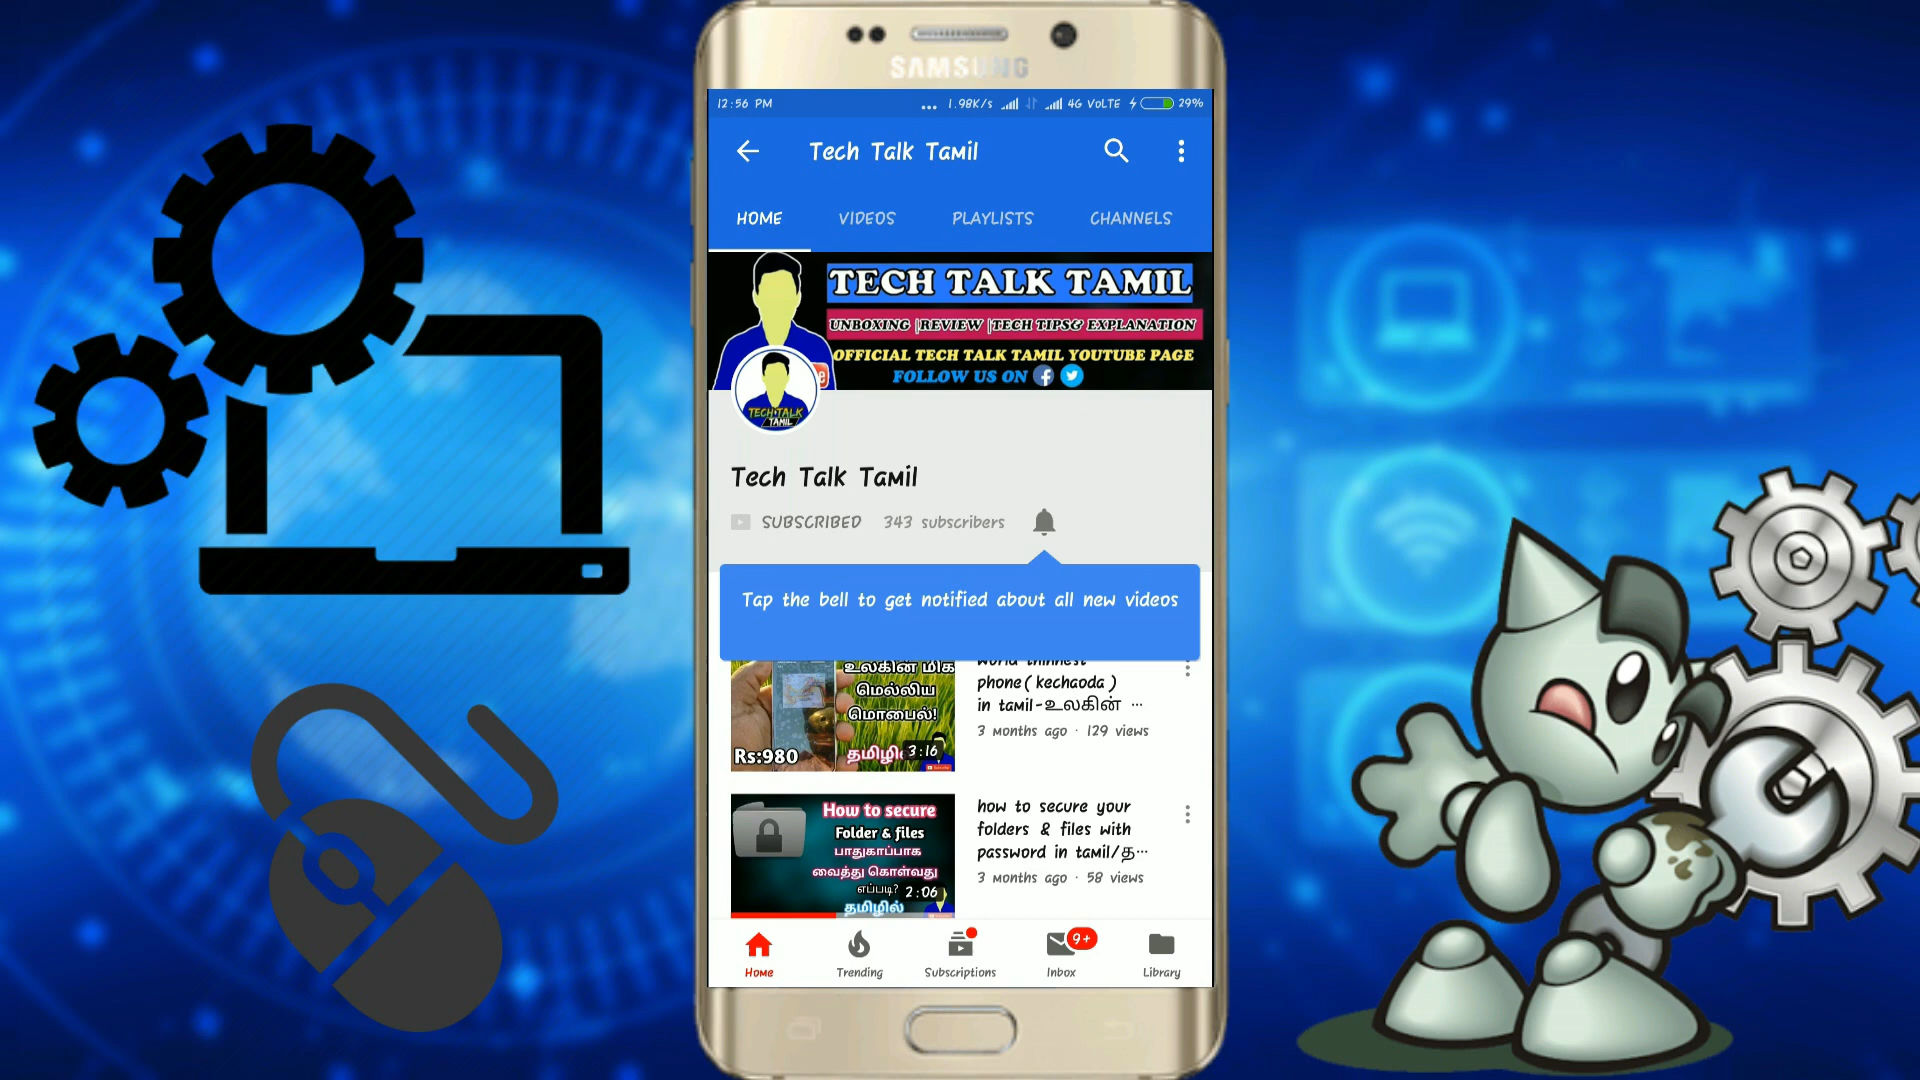 SAMSUNG
12:56 PM
... 1.98K/s 4G VoLTE 29%
Tech Talk Tamil
HOME VIDEOS PLAYLISTS CHANNELS
TECH TALK TAMIL
UNBOXING |REVIEW |TECH TIPS& EXPLANATION
OFFICIAL TECH TALK TAMIL YOUTUBE PAGE
FOLLOW US ON
TECH TALK
TAMIL
Tech Talk Tamil
SUBSCRIBED 343 subscribers
Tap the bell to get notified about all new videos
உலகின் மிக
மெல்லிய
மொபைல்!
Rs:980
3:16
world thinnest
phone( kechaoda )
in tamil-உலகின் ...
3 months ago · 129 views
How to secure
Folder & files
பாதுகாப்பாக
வைத்து கொள்வது
எப்படி?
2:06
தமிழில்
how to secure your
folders & files with
password in tamil/த...
3 months ago · 58 views
9+
Home Trending Subscriptions Inbox Library